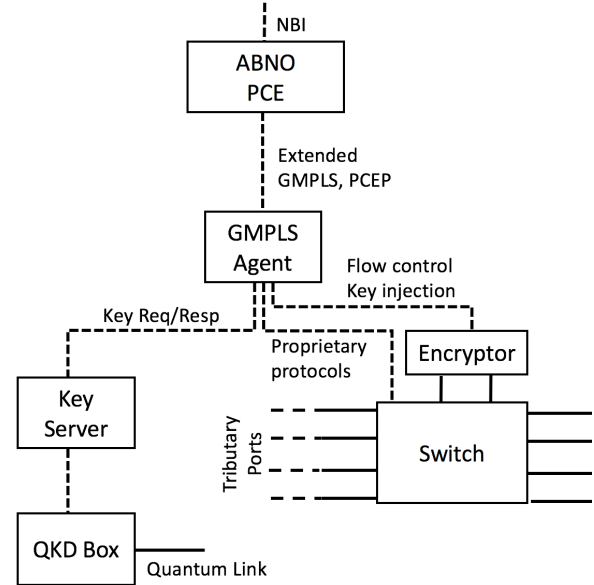 NBI
ABNO
PCE
Extended
GMPLS, PCEP
GMPLS
Agent
Flow control
Key injection
Key Req/Resp
Proprietary
protocols
Encryptor
Key
Server
Tributary
Ports
Switch
QKD Box
Quantum Link